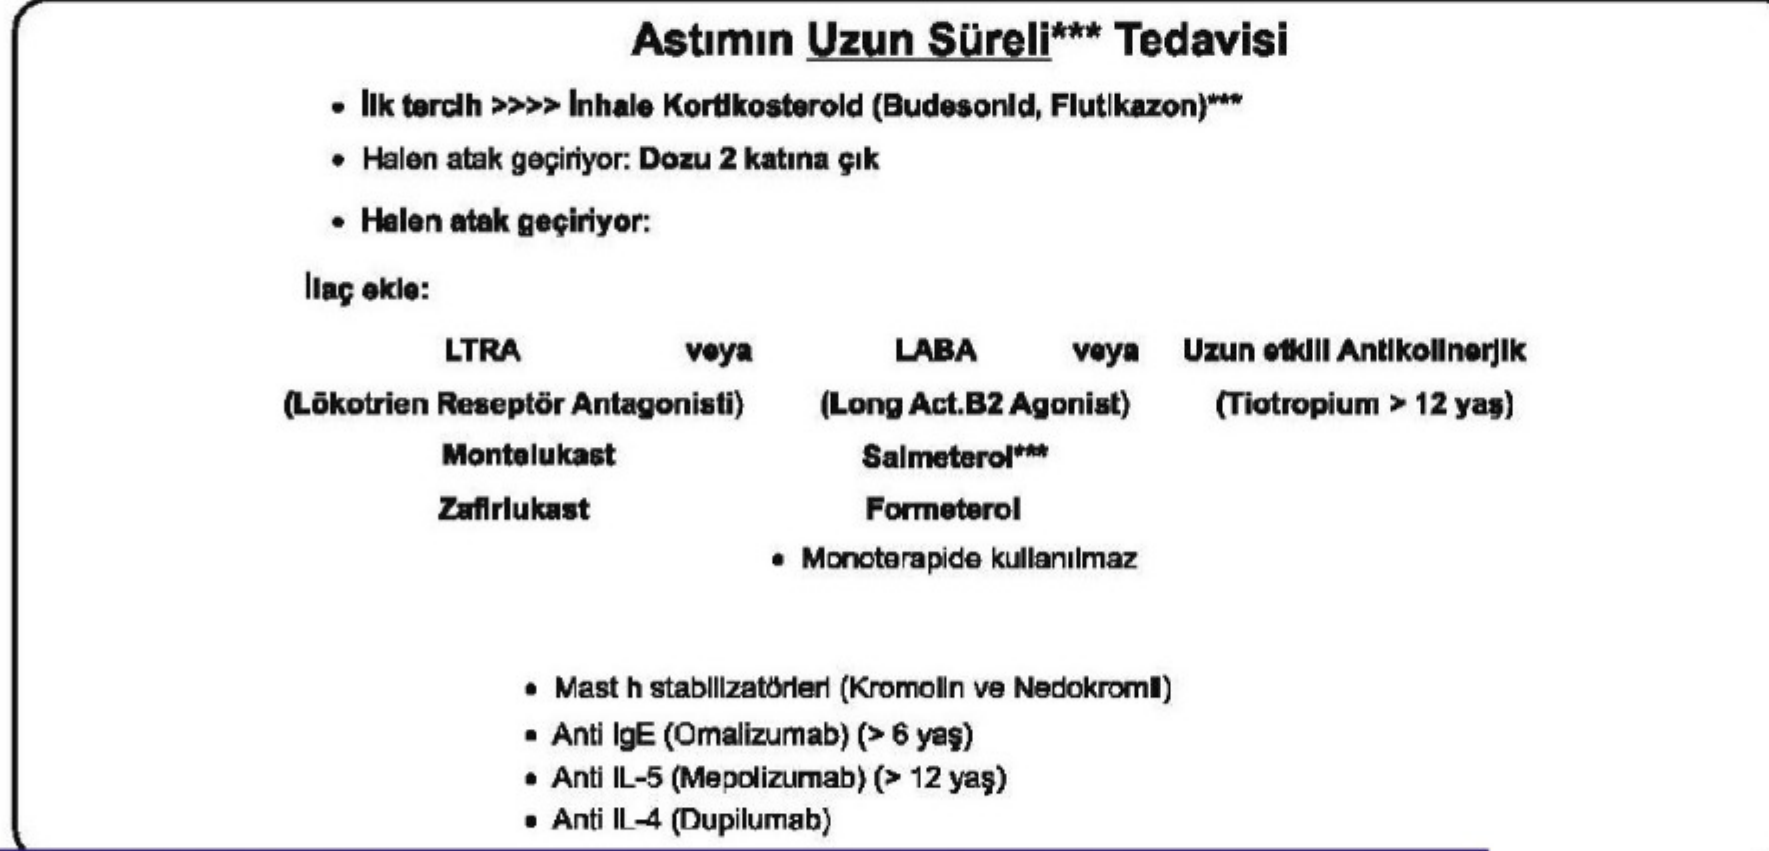 Astımın Uzun Süreli*** Tedavisi
• İlk tercih >>>> İnhale Kortikosteroid (Budesonid, Flutikazon)***
• Halen atak geçiriyor: Dozu 2 katına çık
• Halen atak geçiriyor:
İlaç ekle:
LTRA veya LABA veya Uzun etkili Antikolinerjik
(Lökotrien Reseptör Antagonisti) (Long Act.B2 Agonist) (Tiotropium > 12 yaş)
Montelukast Salmeterol***
Zafirlukast Formeterol
• Monoterapide kullanılmaz
• Mast h stabilizatörleri (Kromolin ve Nedokromil)
• Anti IgE (Omalizumab) (> 6 yaş)
• Anti IL-5 (Mepolizumab) (> 12 yaş)
• Anti IL-4 (Dupilumab)